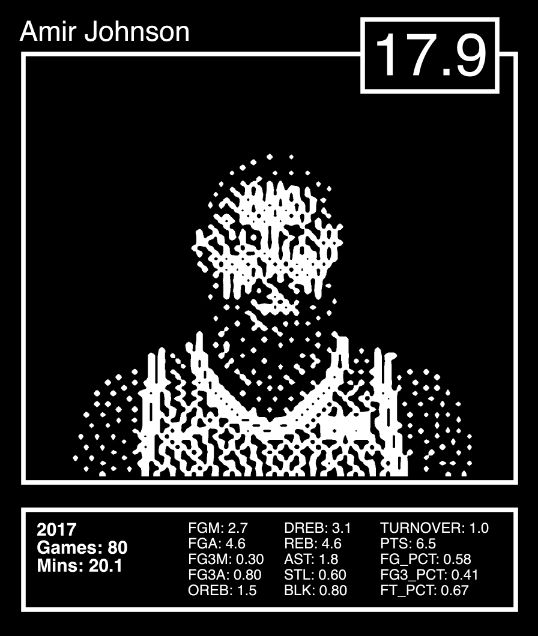 Amir Johnson
17.9
2017
Games: 80
Mins: 20.1
FGM: 2.7
FGA: 4.6
FG3M: 0.30
FG3A: 0.80
OREB: 1.5
DREB: 3.1
REB: 4.6
AST: 1.8
STL: 0.60
BLK: 0.80
TURNOVER: 1.0
PTS: 6.5
FG_PCT: 0.58
FG3_PCT: 0.41
FT_PCT: 0.67